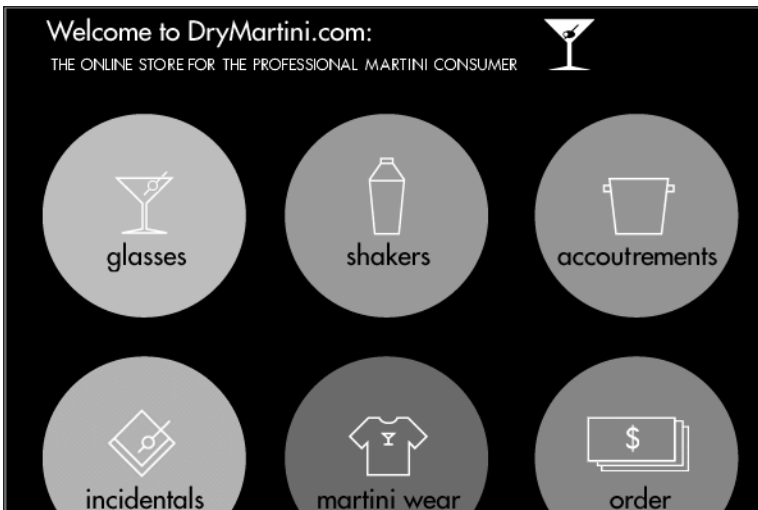 Welcome to DryMartini.com:
THE ONLINE STORE FOR THE PROFESSIONAL MARTINI CONSUMER
glasses
shakers
accoutrements
incidentals
martini wear
$
order